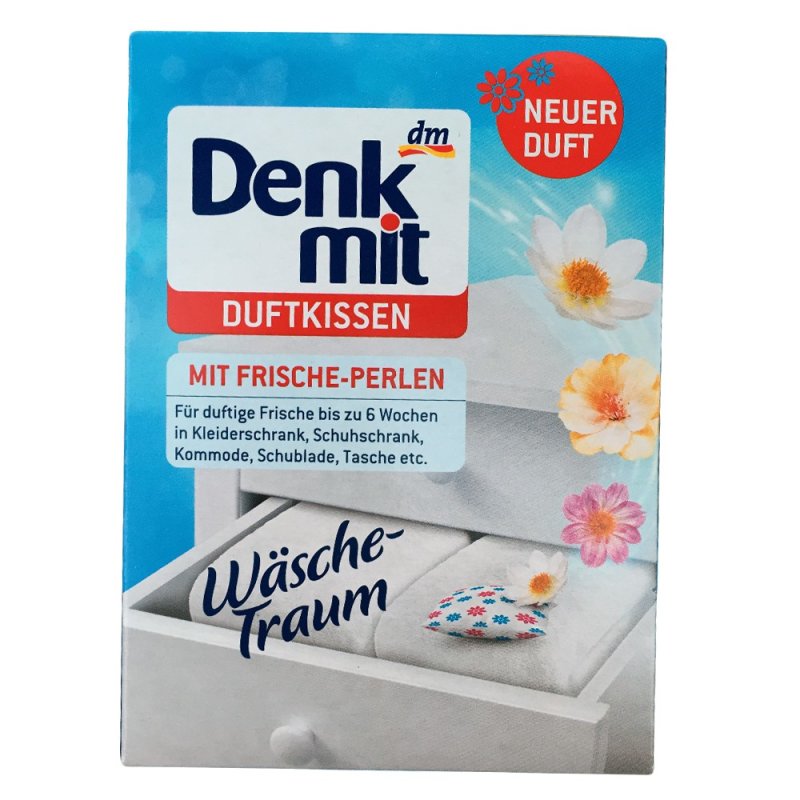 NEUER
DUFT
dm
Denk
mit
DUFTKISSEN
MIT FRISCHE-PERLEN
Für duftige Frische bis zu 6 Wochen
in Kleiderschrank, Schuhschrank,
Kommode, Schublade, Tasche etc.
Wäsche-
Traum